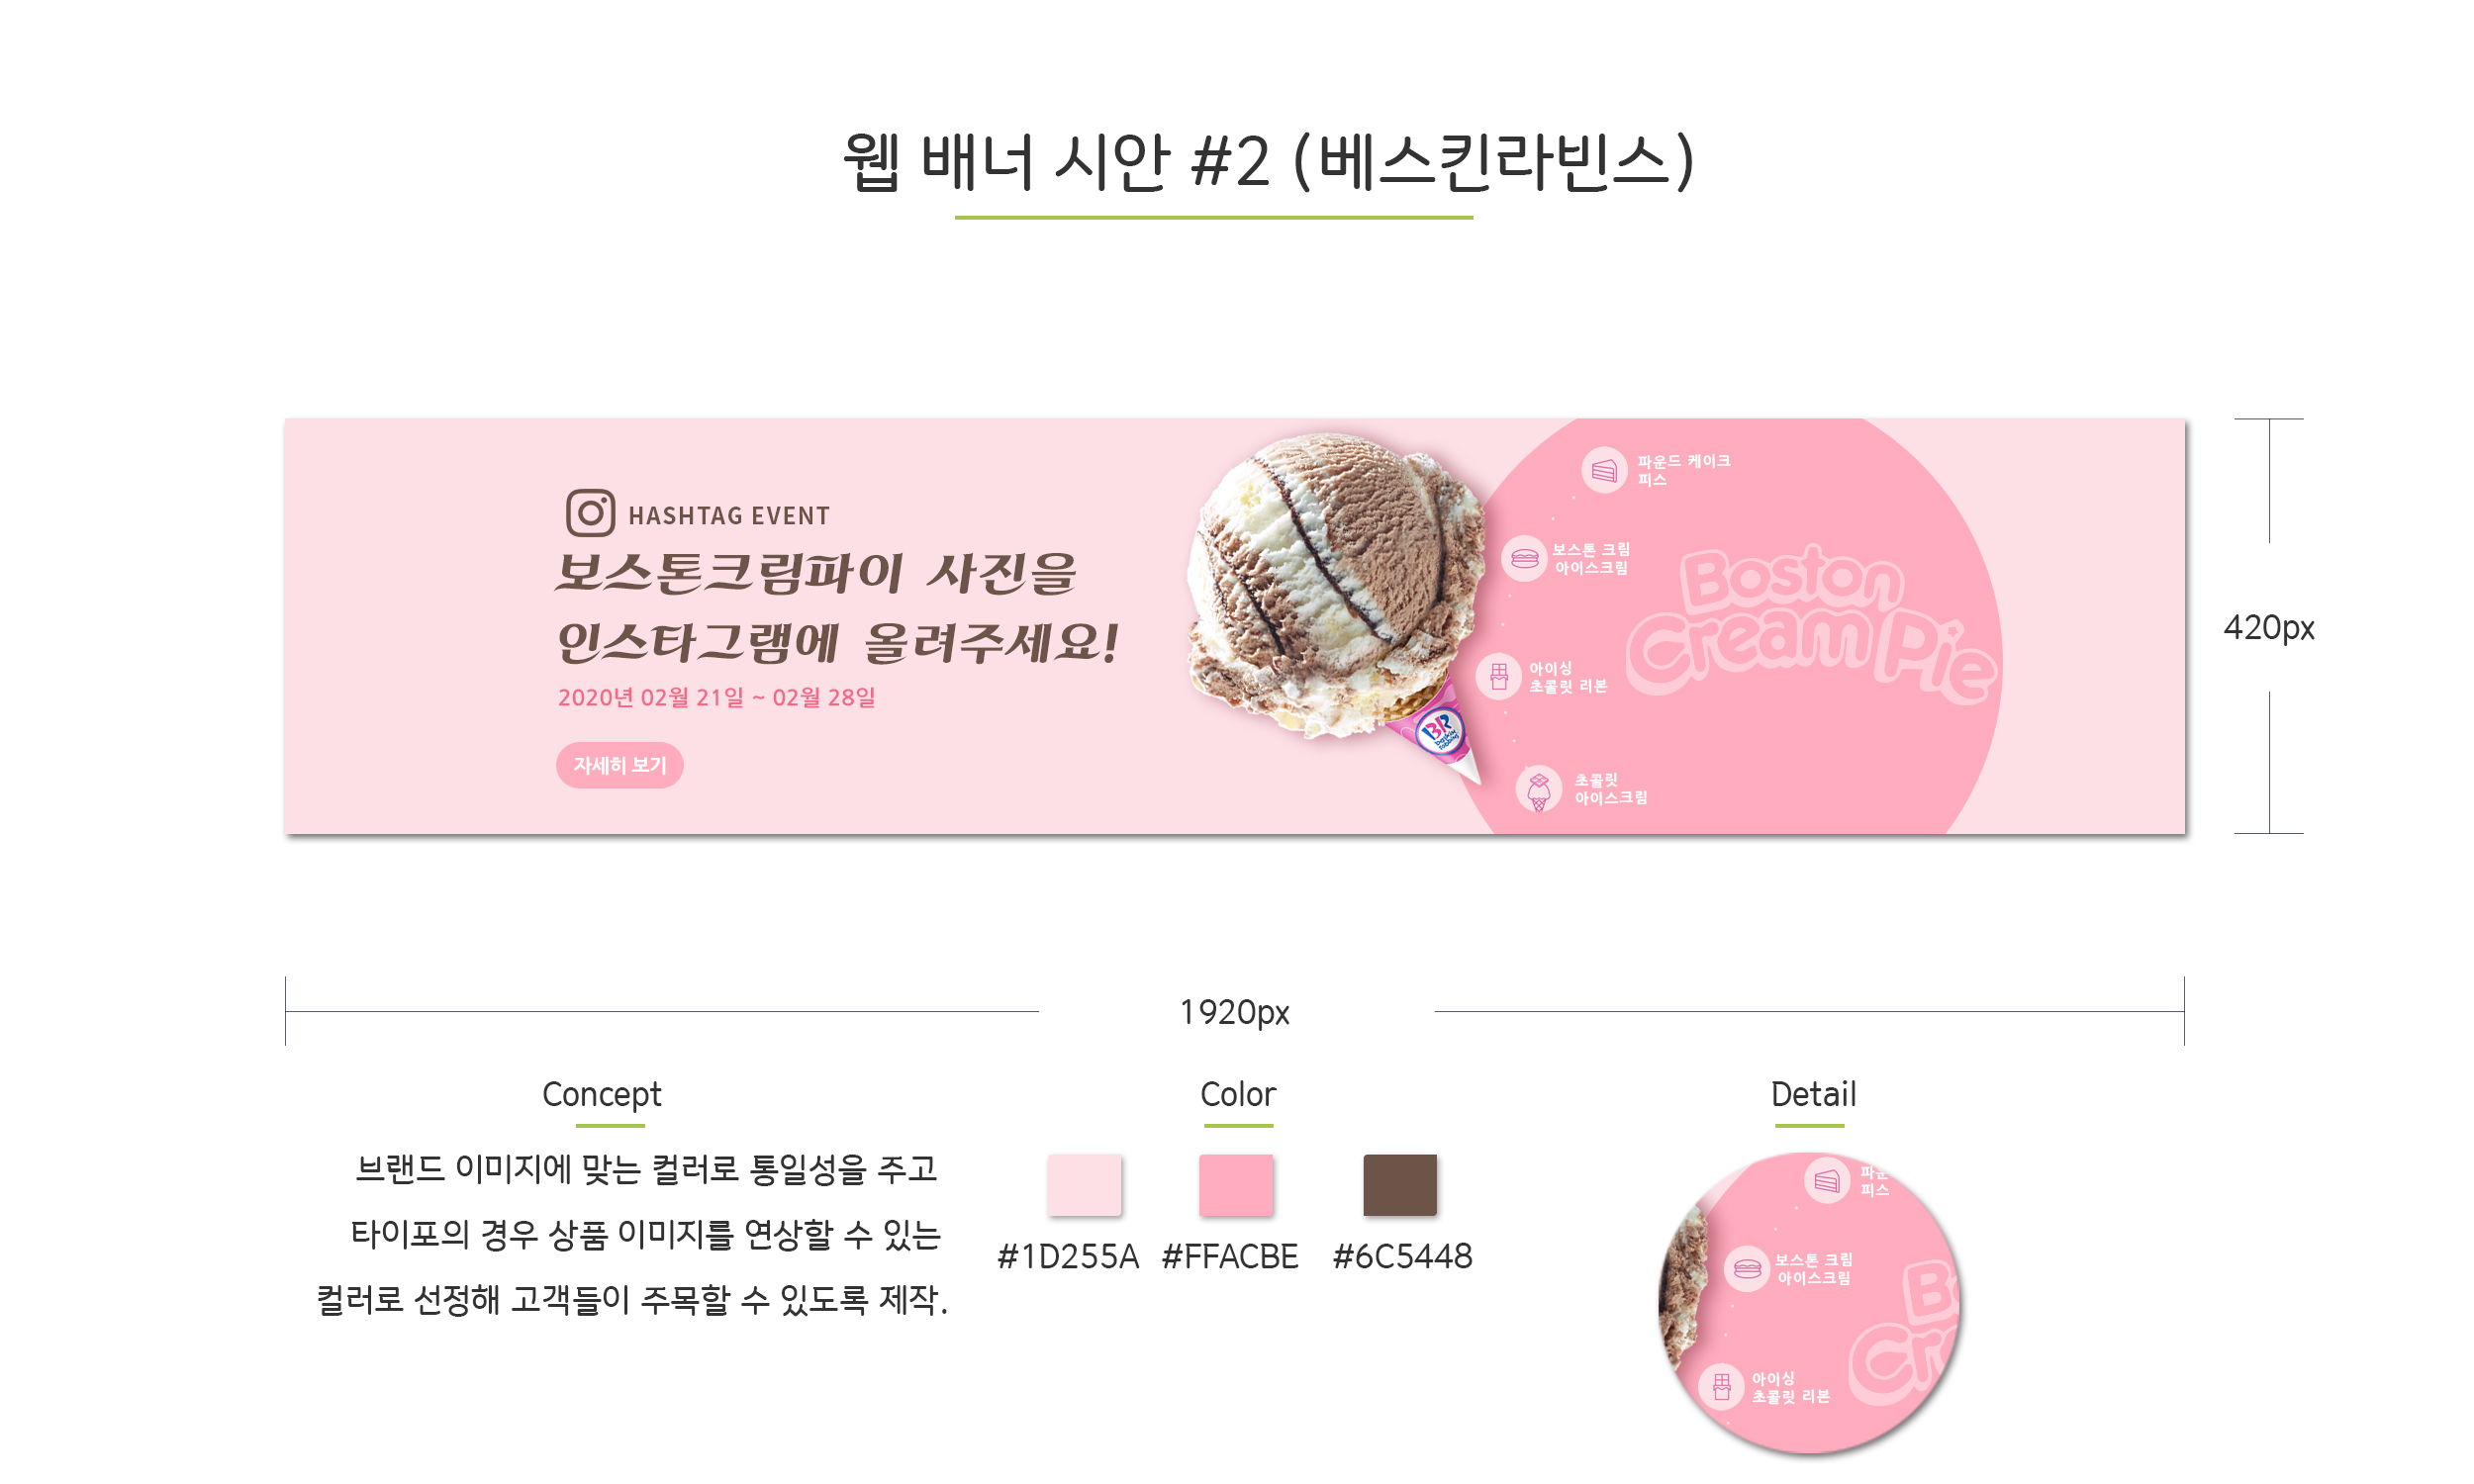 웹 배너 시안 #2 (베스킨라빈스)
HASHTAG EVENT
보스톤크림파이 사진을
인스타그램에 올려주세요!
2020년 02월 21일 ~ 02월 28일
자세히 보기
BR
baskin
robbins
파운드 케이크
피스
보스톤 크림
아이스크림
아이싱
초콜릿 리본
초콜릿
아이스크림
Boston
Cream Pie
420px
1920px
Concept
브랜드 이미지에 맞는 컬러로 통일성을 주고
타이포의 경우 상품 이미지를 연상할 수 있는
컬러로 선정해 고객들이 주목할 수 있도록 제작.
Color
#1D255A #FFACBE #6C5448
Detail
파운
피스
보스톤 크림
아이스크림
Bo
Cre
아이싱
초콜릿 리본